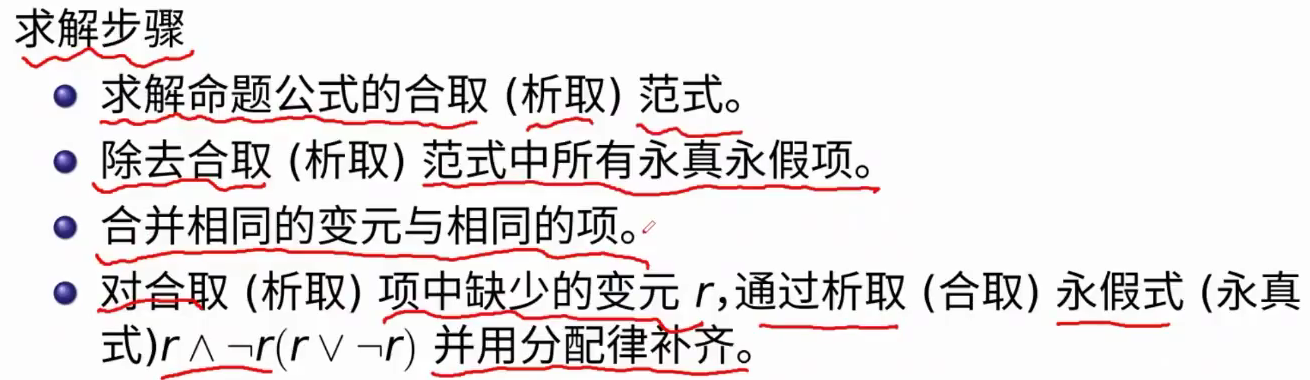 求解步骤
求解命题公式的合取 (析取) 范式。
除去合取 (析取) 范式中所有永真永假项。
合并相同的变元与相同的项。
对合取 (析取) 项中缺少的变元 r,通过析取 (合取) 永假式 (永真
式)r ∧ ¬r(r ∨ ¬r) 并用分配律补齐。